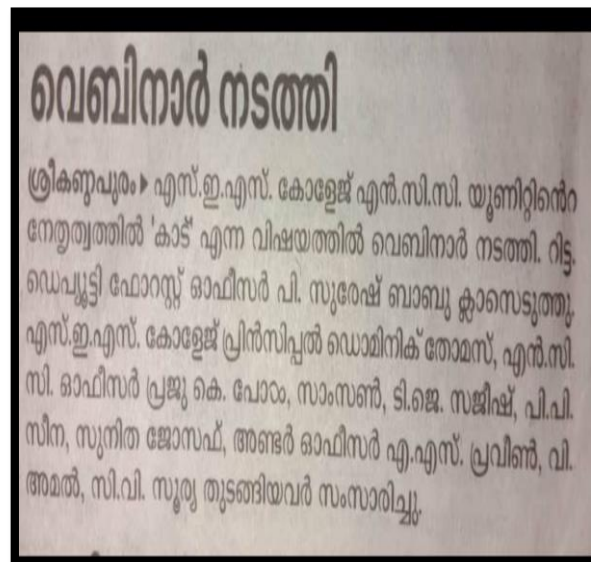 വെബിനാർ നടത്തി
ശ്രീകണ്ഠപുരം▸ എസ്.ഇ.എസ്. കോളേജ് എൻ.സി.സി. യൂണിറ്റിന്റെ
നേതൃത്വത്തിൽ 'കാട്' എന്ന വിഷയത്തിൽ വെബിനാർ നടത്തി. റിട്ട.
ഡെപ്യൂട്ടി ഫോറസ്റ്റ് ഓഫീസർ പി. സുരേഷ് ബാബു ക്ലാസെടുത്തു.
എസ്.ഇ.എസ്. കോളേജ് പ്രിൻസിപ്പൽ ഡൊമിനിക് തോമസ്, എൻ.സി.
സി. ഓഫീസർ പ്രജു കെ. പോൾ, സാംസൺ, ടി.ജെ. സജീഷ്, പി.പി.
സീന, സുനിത ജോസഫ്, അണ്ടർ ഓഫീസർ എ.എസ്. പ്രവീൺ, വി.
അമൽ, സി.വി. സൂര്യ തുടങ്ങിയവർ സംസാരിച്ചു.